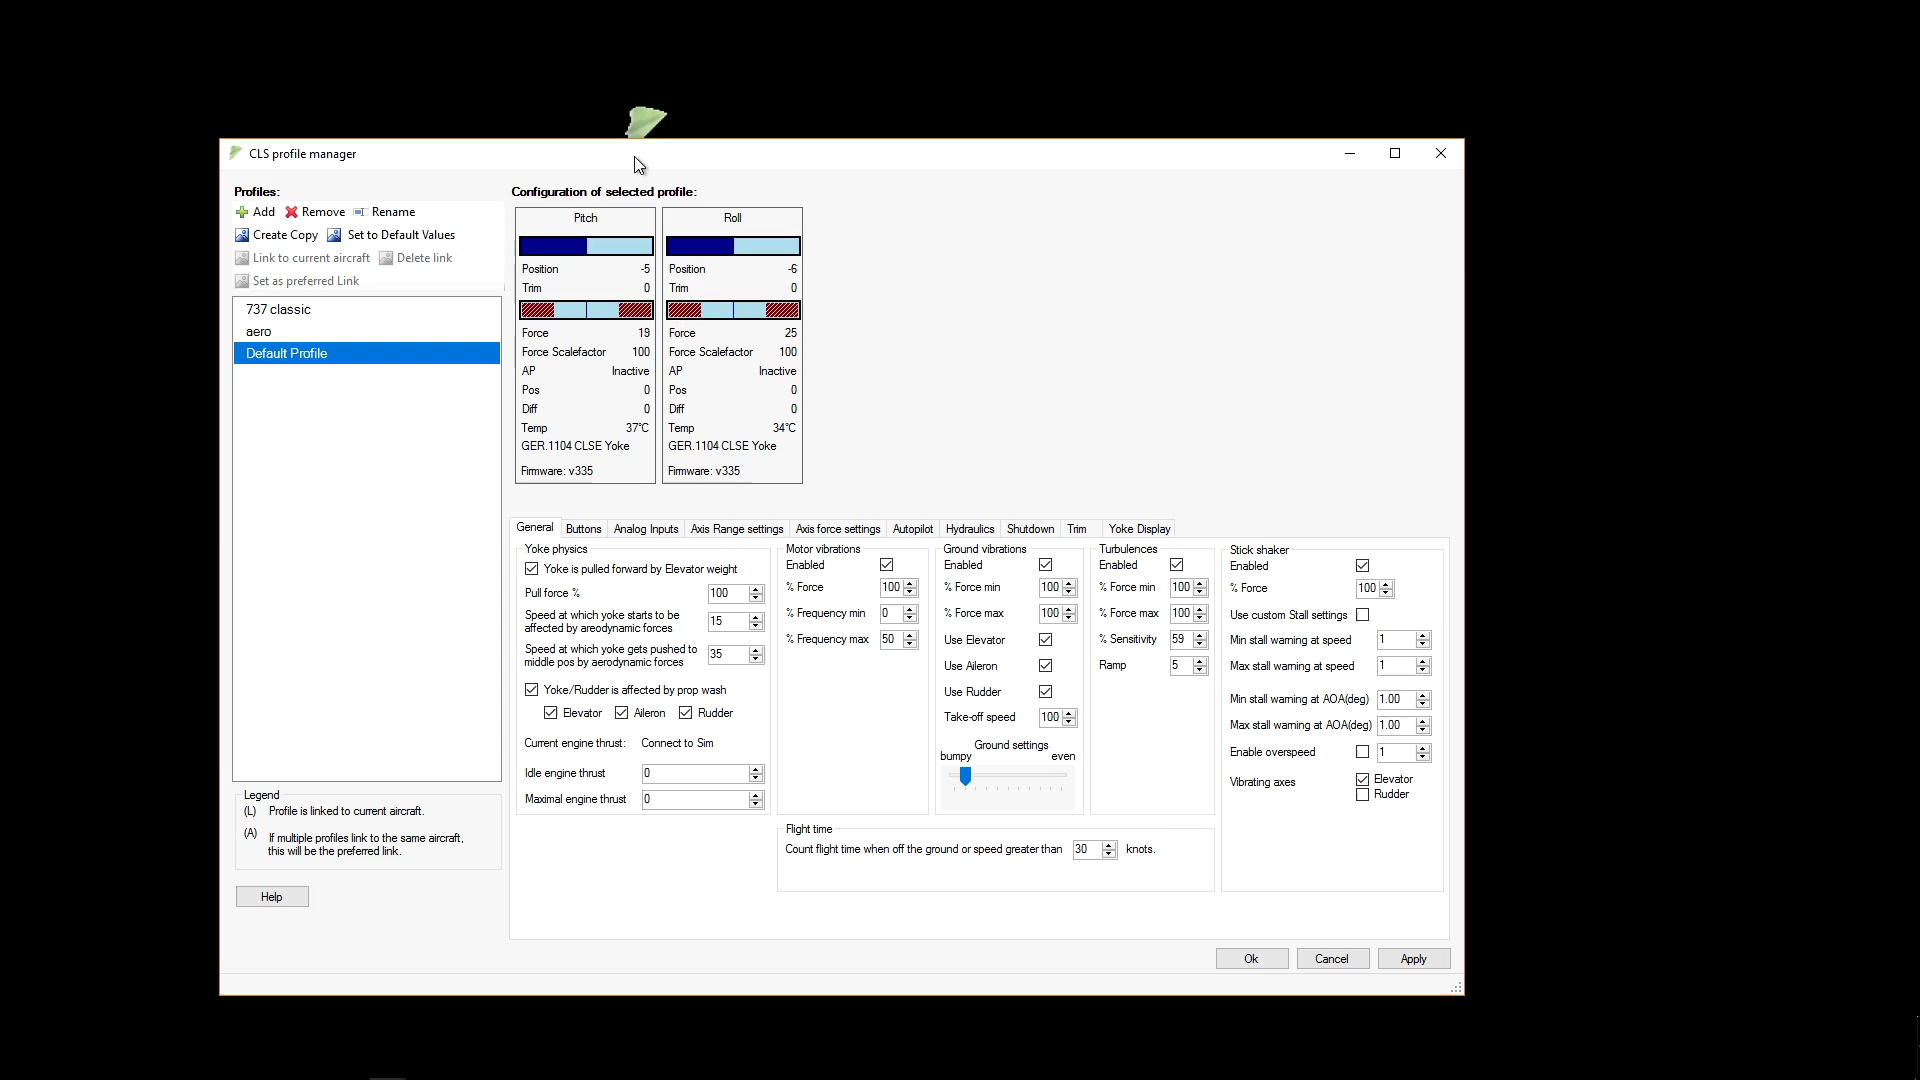 CLS profile manager
Profiles:
Add Remove Rename
Create Copy Set to Default Values
Link to current aircraft Delete link
Set as preferred Link
737 classic
aero
Default Profile
Legend
(L) Profile is linked to current aircraft.
(A) If multiple profiles link to the same aircraft,
this will be the preferred link.
Help
Configuration of selected profile:
Pitch
Position -5
Trim 0
Force 19
Force Scalefactor 100
AP Inactive
Pos 0
Diff 0
Temp 37°C
GER.1104 CLSE Yoke
Firmware: v335
Roll
Position -6
Trim 0
Force 25
Force Scalefactor 100
AP Inactive
Pos 0
Diff 0
Temp 34°C
GER.1104 CLSE Yoke
Firmware: v335
General Buttons Analog Inputs Axis Range settings Axis force settings Autopilot Hydraulics Shutdown Trim Yoke Display
Yoke physics
Yoke is pulled forward by Elevator weight
Pull force % 100
Speed at which yoke starts to be
affected by areodynamic forces 15
Speed at which yoke gets pushed to
middle pos by aerodynamic forces 35
Yoke/Rudder is affected by prop wash
Elevator Aileron Rudder
Current engine thrust: Connect to Sim
Idle engine thrust 0
Maximal engine thrust 0
Motor vibrations
Enabled
% Force 100
% Frequency min 0
% Frequency max 50
Ground vibrations
Enabled
% Force min 100
% Force max 100
Use Elevator
Use Aileron
Use Rudder
Take-off speed 100
Ground settings
bumpy even
Turbulences
Enabled
% Force min 100
% Force max 100
% Sensitivity 59
Ramp 5
Flight time
Count flight time when off the ground or speed greater than 30 knots.
Stick shaker
Enabled
% Force 100
Use custom Stall settings
Min stall warning at speed 1
Max stall warning at speed 1
Min stall warning at AOA(deg) 1.00
Max stall warning at AOA(deg) 1.00
Enable overspeed 1
Vibrating axes Elevator
Rudder
Ok Cancel Apply